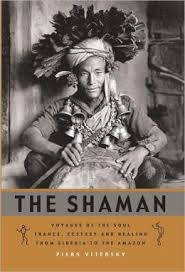 THE SHAMAN
VOYAGES OF THE SOUL
TRANCE, ECSTASY AND HEALING
FROM SIBERIA TO THE AMAZON
PIERS VITEBSKY